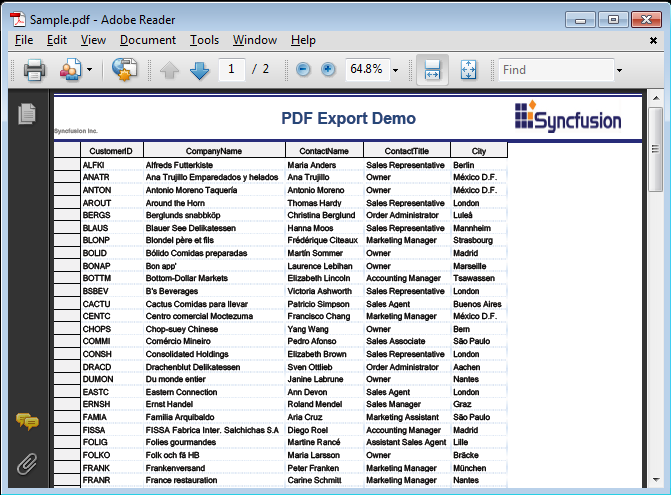 Sample.pdf - Adobe Reader
File Edit View Document Tools Window Help
1 / 2 64.8% Find
PDF Export Demo
Syncfusion
Syncfusion Inc.
CustomerID CompanyName ContactName ContactTitle City
ALFKI Alfreds Futterkiste Maria Anders Sales Representative Berlin
ANATR Ana Trujillo Emparedados y helados Ana Trujillo Owner México D.F.
ANTON Antonio Moreno Taquería Antonio Moreno Owner México D.F.
AROUT Around the Horn Thomas Hardy Sales Representative London
BERGS Berglunds snabbköp Christina Berglund Order Administrator Luleå
BLAUS Blauer See Delikatessen Hanna Moos Sales Representative Mannheim
BLONP Blondel père et fils Frédérique Citeaux Marketing Manager Strasbourg
BOLID Bólido Comidas preparadas Martín Sommer Owner Madrid
BONAP Bon app' Laurence Lebihan Owner Marseille
BOTTM Bottom-Dollar Markets Elizabeth Lincoln Accounting Manager Tsawassen
BSBEV B's Beverages Victoria Ashworth Sales Representative London
CACTU Cactus Comidas para llevar Patricio Simpson Sales Agent Buenos Aires
CENTC Centro comercial Moctezuma Francisco Chang Marketing Manager México D.F.
CHOPS Chop-suey Chinese Yang Wang Owner Bern
COMMI Comércio Mineiro Pedro Afonso Sales Associate São Paulo
CONSH Consolidated Holdings Elizabeth Brown Sales Representative London
DRACD Drachenblut Delikatessen Sven Ottlieb Order Administrator Aachen
DUMON Du monde entier Janine Labrune Owner Nantes
EASTC Eastern Connection Ann Devon Sales Agent London
ERNSH Ernst Handel Roland Mendel Sales Manager Graz
FAMIA Familia Arquibaldo Aria Cruz Marketing Assistant São Paulo
FISSA FISSA Fabrica Inter. Salchichas S.A Diego Roel Accounting Manager Madrid
FOLIG Folies gourmandes Martine Rancé Assistant Sales Agent Lille
FOLKO Folk och fä HB Maria Larsson Owner Bräcke
FRANK Frankenversand Peter Franken Marketing Manager München
FRANR France restauration Carine Schmitt Marketing Manager Nantes